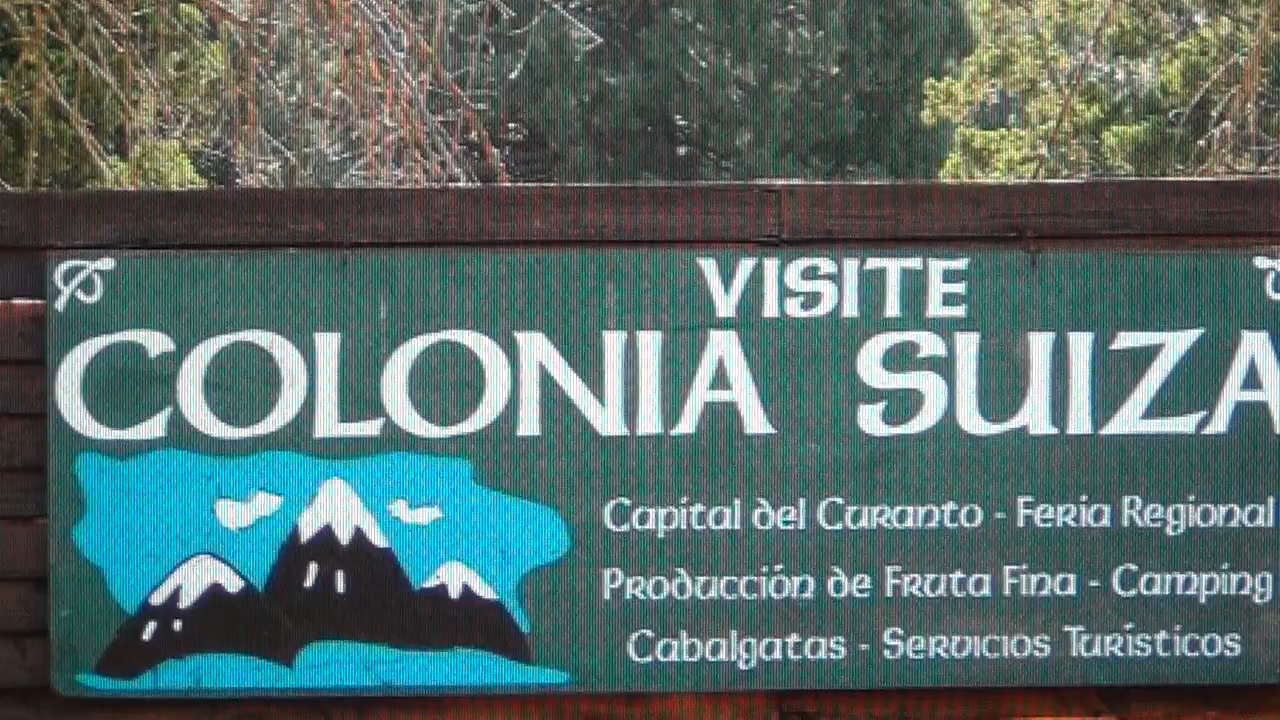 VISITE
COLONIA SUIZA
Capital del Curanto - Feria Regional
Producción de Fruta Fina - Camping
Cabalgatas - Servicios Turísticos